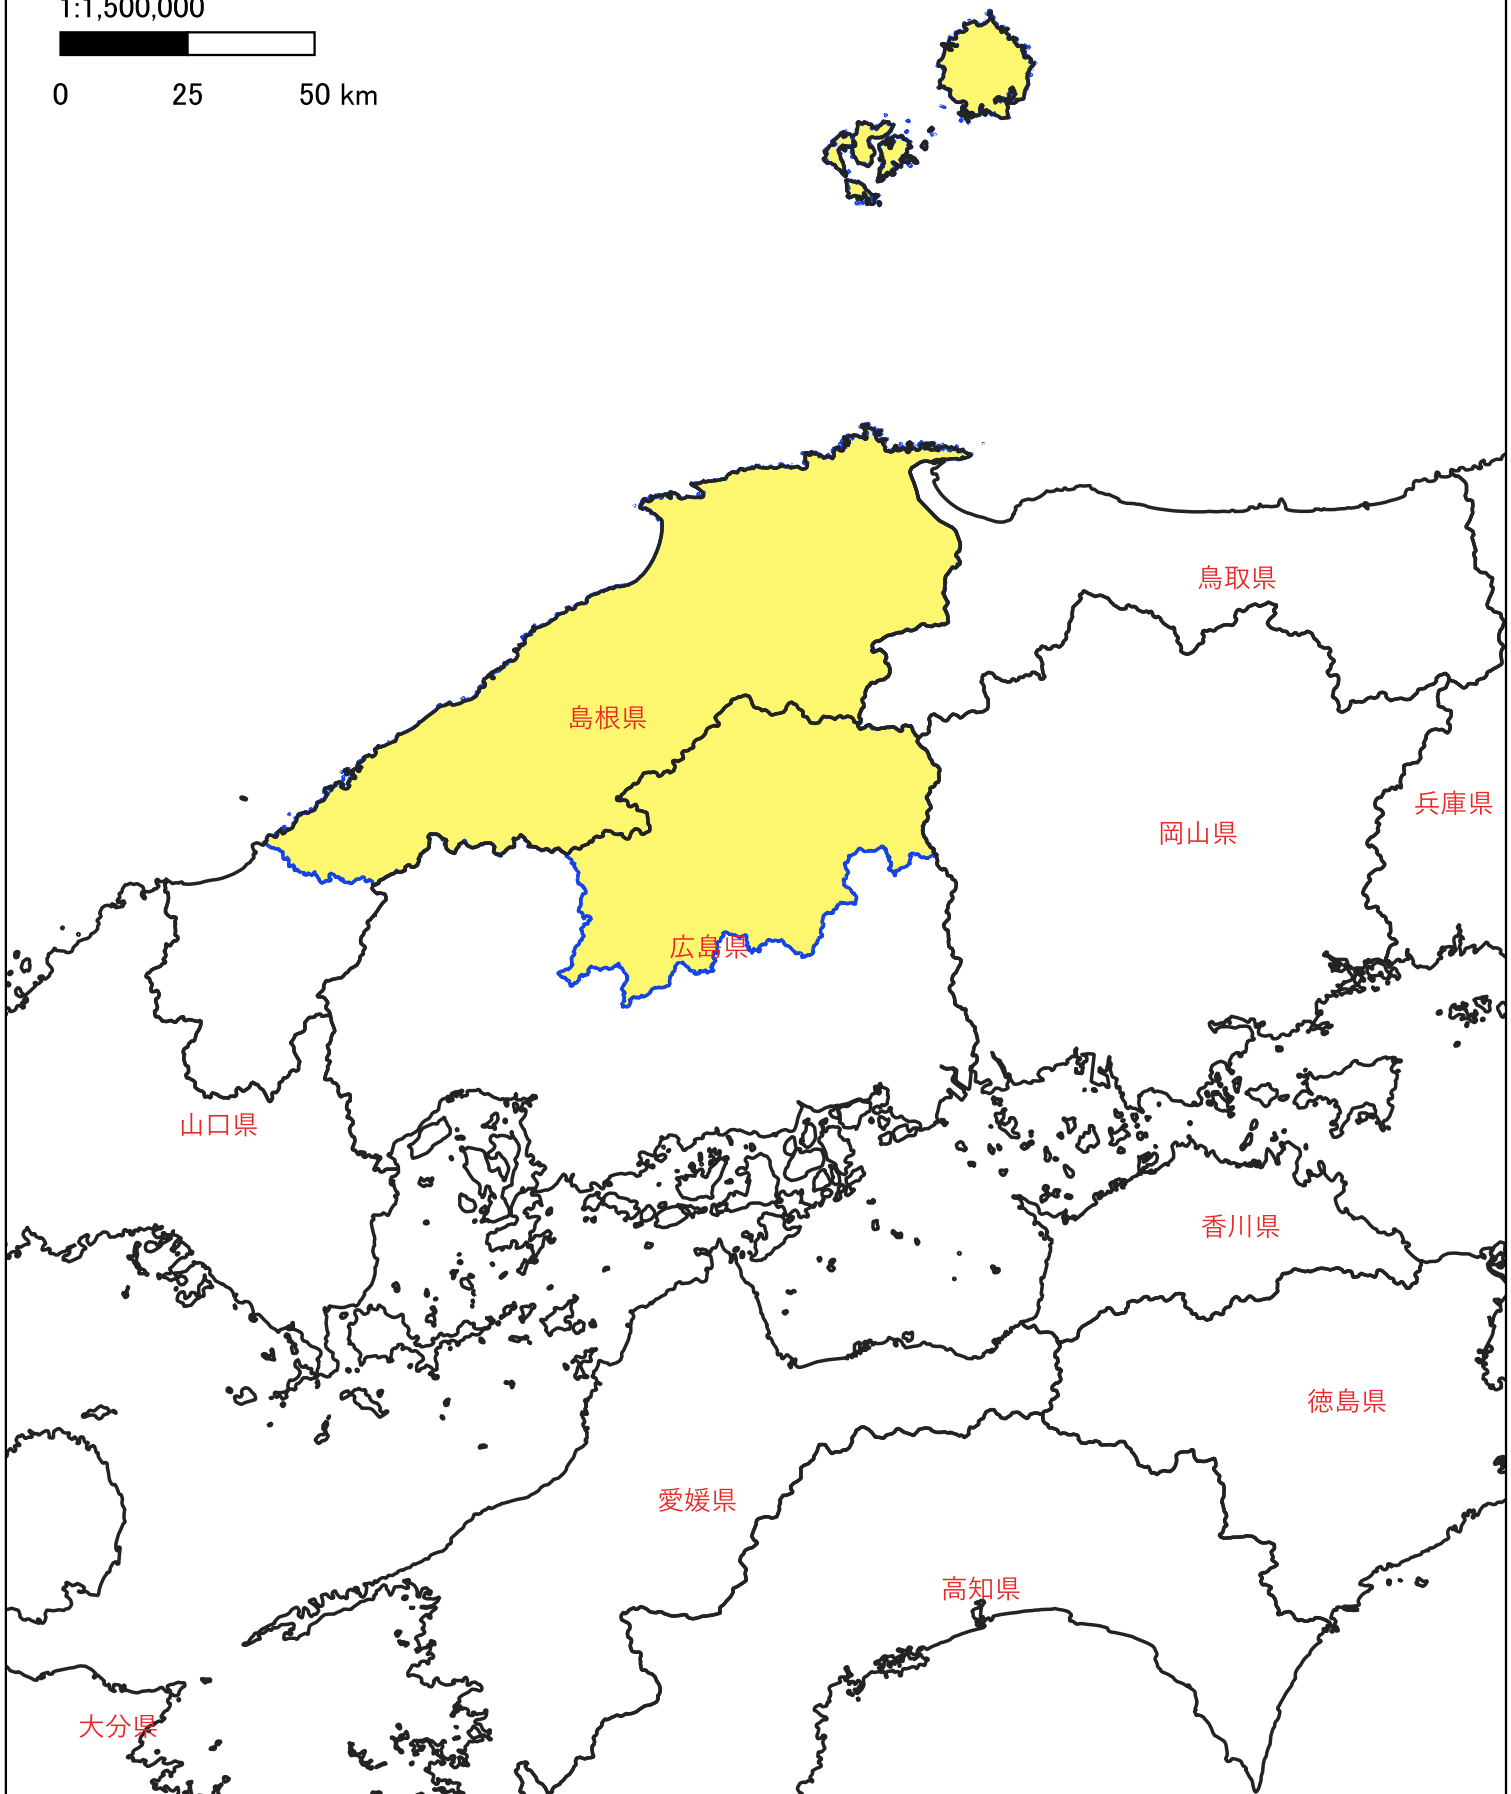 1:1,500,000
0 25 50 km
鳥取県
島根県
兵庫県
岡山県
広島県
山口県
香川県
徳島県
愛媛県
高知県
大分県